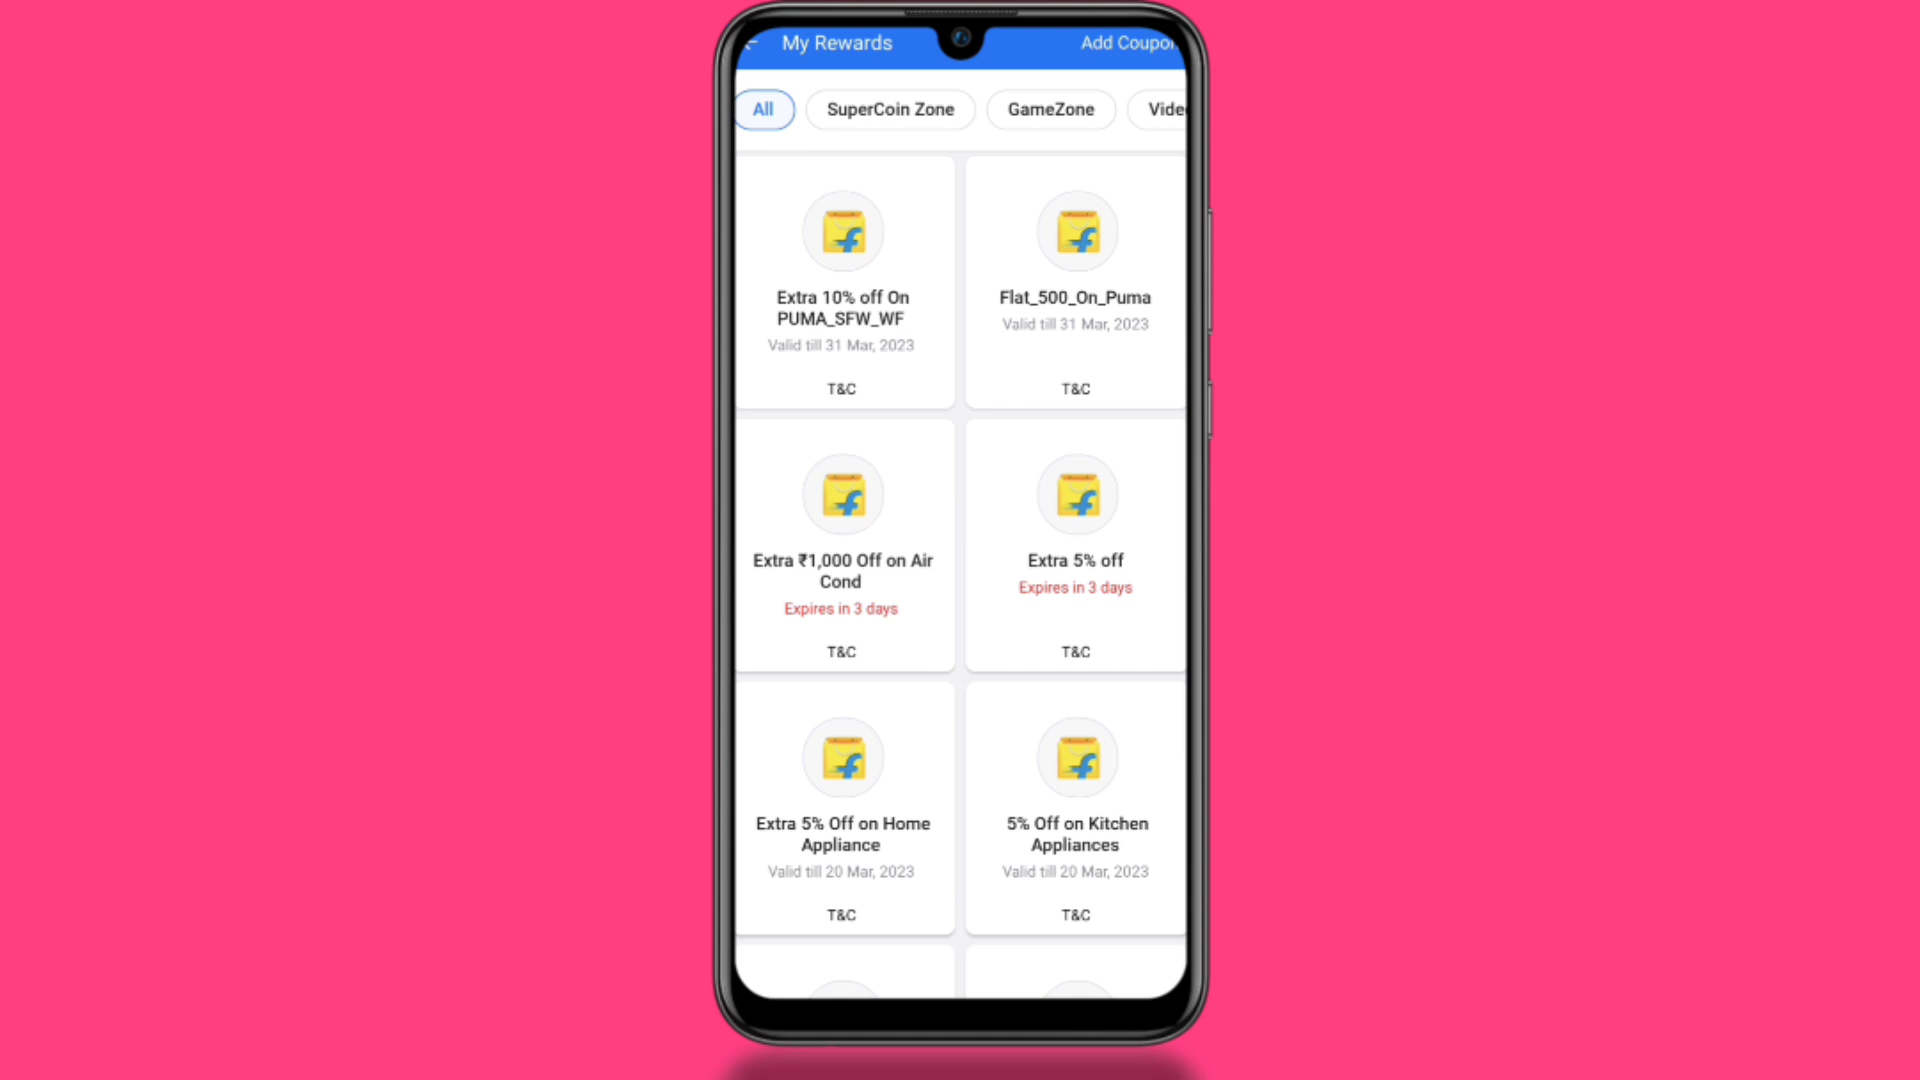 My Rewards
Add Coupon
All
SuperCoin Zone
GameZone
Vide
Extra 10% off On
PUMA_SFW_WF
Valid till 31 Mar, 2023
T&C
Flat_500_On_Puma
Valid till 31 Mar, 2023
T&C
Extra ₹1,000 Off on Air
Cond
Expires in 3 days
T&C
Extra 5% off
Expires in 3 days
T&C
Extra 5% Off on Home
Appliance
Valid till 20 Mar, 2023
T&C
5% Off on Kitchen
Appliances
Valid till 20 Mar, 2023
T&C